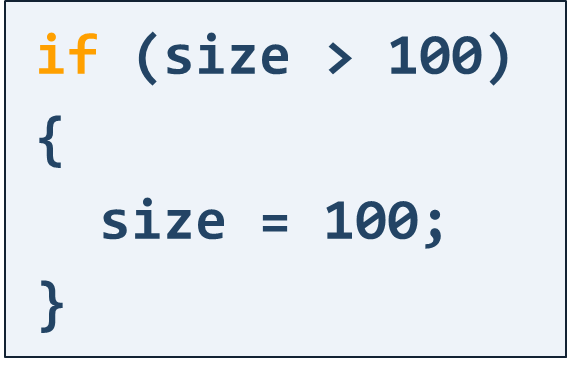 if (size > 100)
{
  size = 100;
}